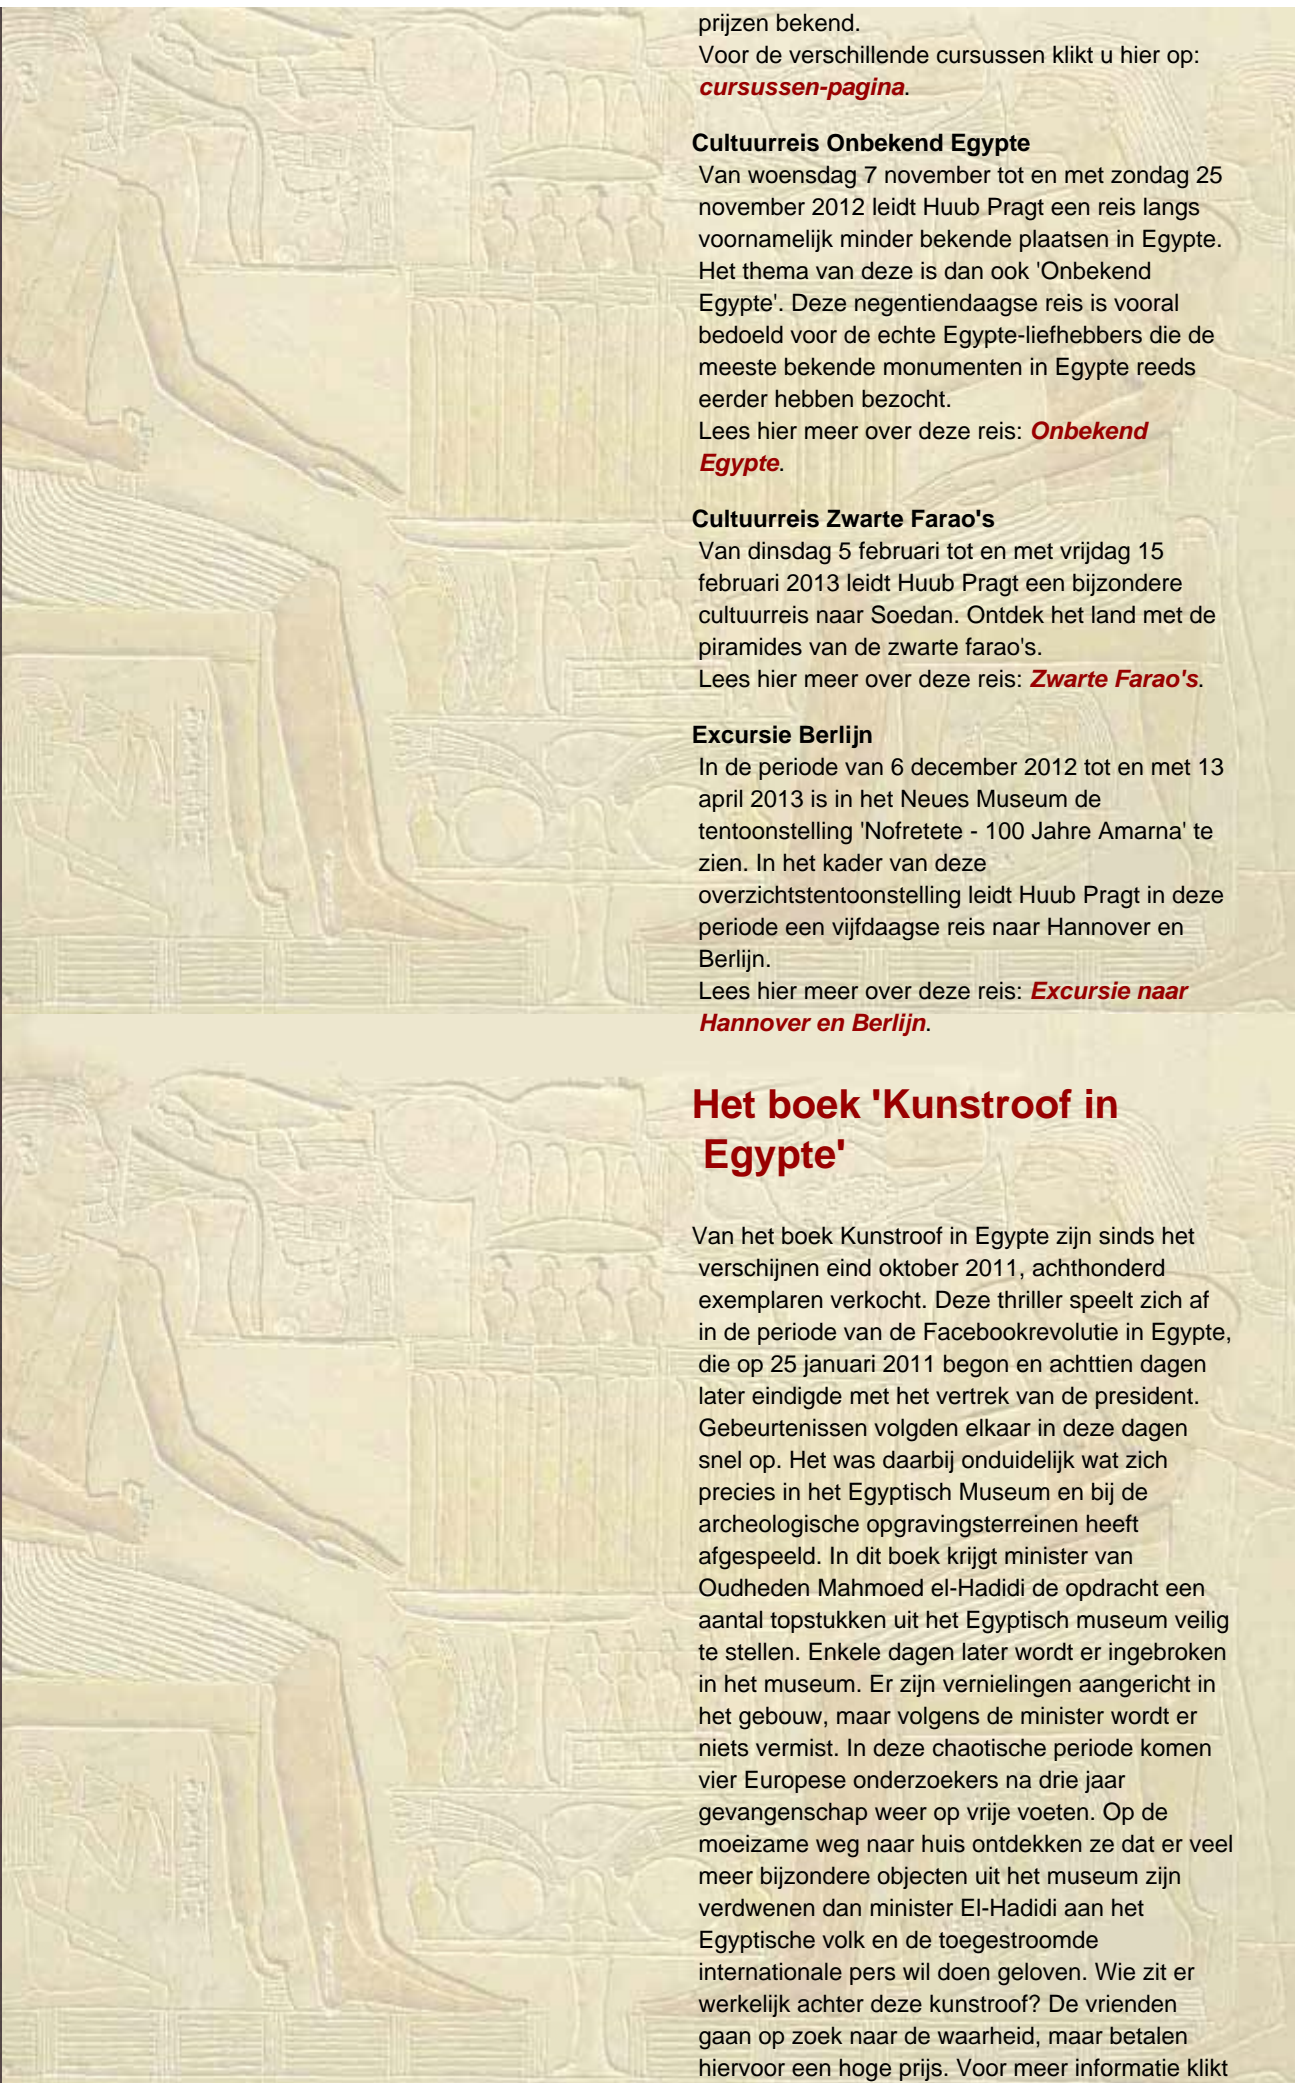 prijzen bekend.
Voor de verschillende cursussen klikt u hier op:
cursussen-pagina.
Cultuurreis Onbekend Egypte
Van woensdag 7 november tot en met zondag 25
november 2012 leidt Huub Pragt een reis langs
voornamelijk minder bekende plaatsen in Egypte.
Het thema van deze is dan ook 'Onbekend
Egypte'. Deze negentiendaagse reis is vooral
bedoeld voor de echte Egypte-liefhebbers die de
meeste bekende monumenten in Egypte reeds
eerder hebben bezocht.
Lees hier meer over deze reis: Onbekend
Egypte.
Cultuurreis Zwarte Farao's
Van dinsdag 5 februari tot en met vrijdag 15
februari 2013 leidt Huub Pragt een bijzondere
cultuurreis naar Soedan. Ontdek het land met de
piramides van de zwarte farao's.
Lees hier meer over deze reis: Zwarte Farao's.
Excursie Berlijn
In de periode van 6 december 2012 tot en met 13
april 2013 is in het Neues Museum de
tentoonstelling 'Nofretete - 100 Jahre Amarna' te
zien. In het kader van deze
overzichtstentoonstelling leidt Huub Pragt in deze
periode een vijfdaagse reis naar Hannover en
Berlijn.
Lees hier meer over deze reis: Excursie naar
Hannover en Berlijn.
Het boek 'Kunstroof in
Egypte'
Van het boek Kunstroof in Egypte zijn sinds het
verschijnen eind oktober 2011, achthonderd
exemplaren verkocht. Deze thriller speelt zich af
in de periode van de Facebookrevolutie in Egypte,
die op 25 januari 2011 begon en achttien dagen
later eindigde met het vertrek van de president.
Gebeurtenissen volgden elkaar in deze dagen
snel op. Het was daarbij onduidelijk wat zich
precies in het Egyptisch Museum en bij de
archeologische opgravingsterreinen heeft
afgespeeld. In dit boek krijgt minister van
Oudheden Mahmoed el-Hadidi de opdracht een
aantal topstukken uit het Egyptisch museum veilig
te stellen. Enkele dagen later wordt er ingebroken
in het museum. Er zijn vernielingen aangericht in
het gebouw, maar volgens de minister wordt er
niets vermist. In deze chaotische periode komen
vier Europese onderzoekers na drie jaar
gevangenschap weer op vrije voeten. Op de
moeizame weg naar huis ontdekken ze dat er veel
meer bijzondere objecten uit het museum zijn
verdwenen dan minister El-Hadidi aan het
Egyptische volk en de toegestroomde
internationale pers wil doen geloven. Wie zit er
werkelijk achter deze kunstroof? De vrienden
gaan op zoek naar de waarheid, maar betalen
hiervoor een hoge prijs. Voor meer informatie klikt